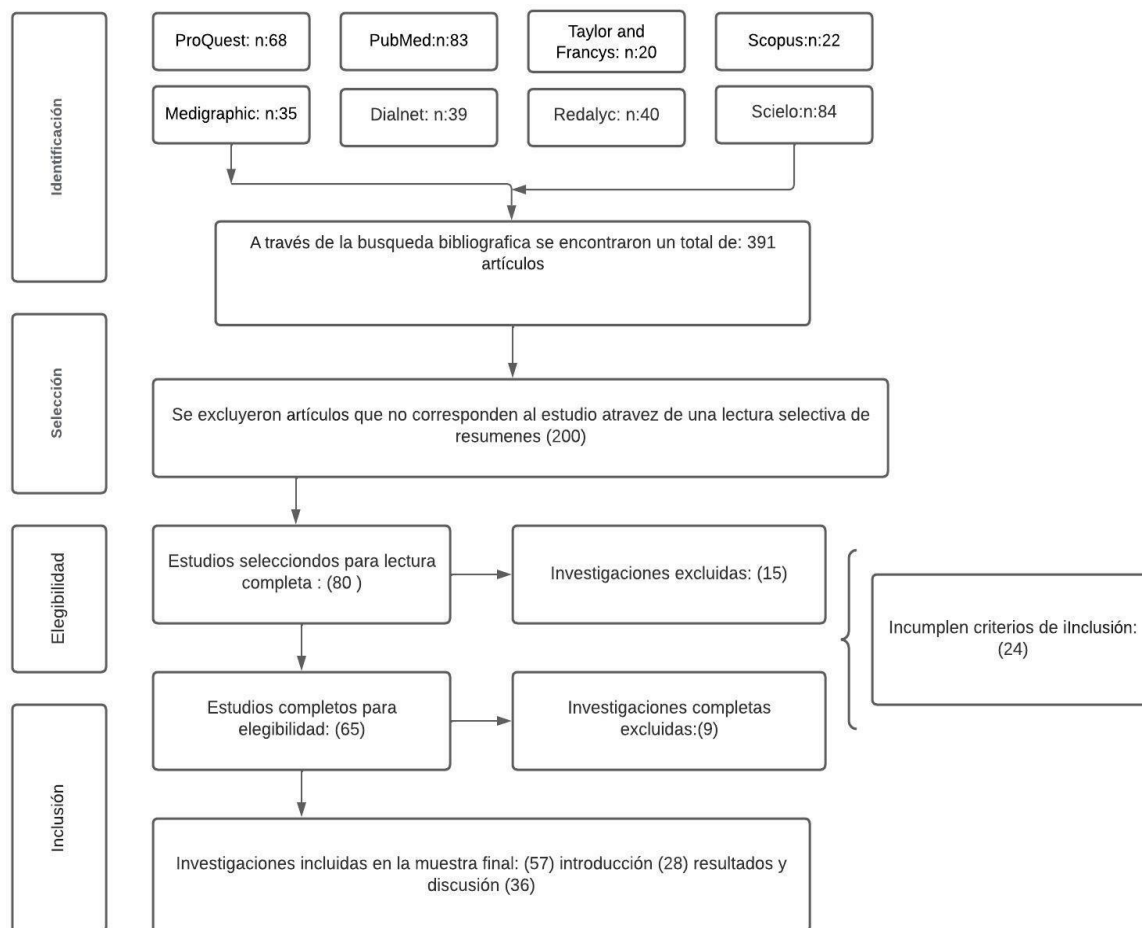 Identificación
ProQuest: n:68
PubMed:n:83
Taylor and
Francys: n:20
Scopus:n:22
Medigraphic: n:35
Dialnet: n:39
Redalyc: n:40
Scielo:n:84
A través de la busqueda bibliografica se encontraron un total de: 391
artículos
Selección
Se excluyeron artículos que no corresponden al estudio atravez de una lectura selectiva de
resumenes (200)
Elegibilidad
Estudios seleccionдos para lectura
completa : (80 )
Investigaciones excluidas: (15)
Incumplen criterios de iInclusión:
(24)
Estudios completos para
elegibilidad: (65)
Investigaciones completas
excluidas:(9)
Inclusión
Investigaciones incluidas en la muestra final: (57) introducción (28) resultados y
discusión (36)